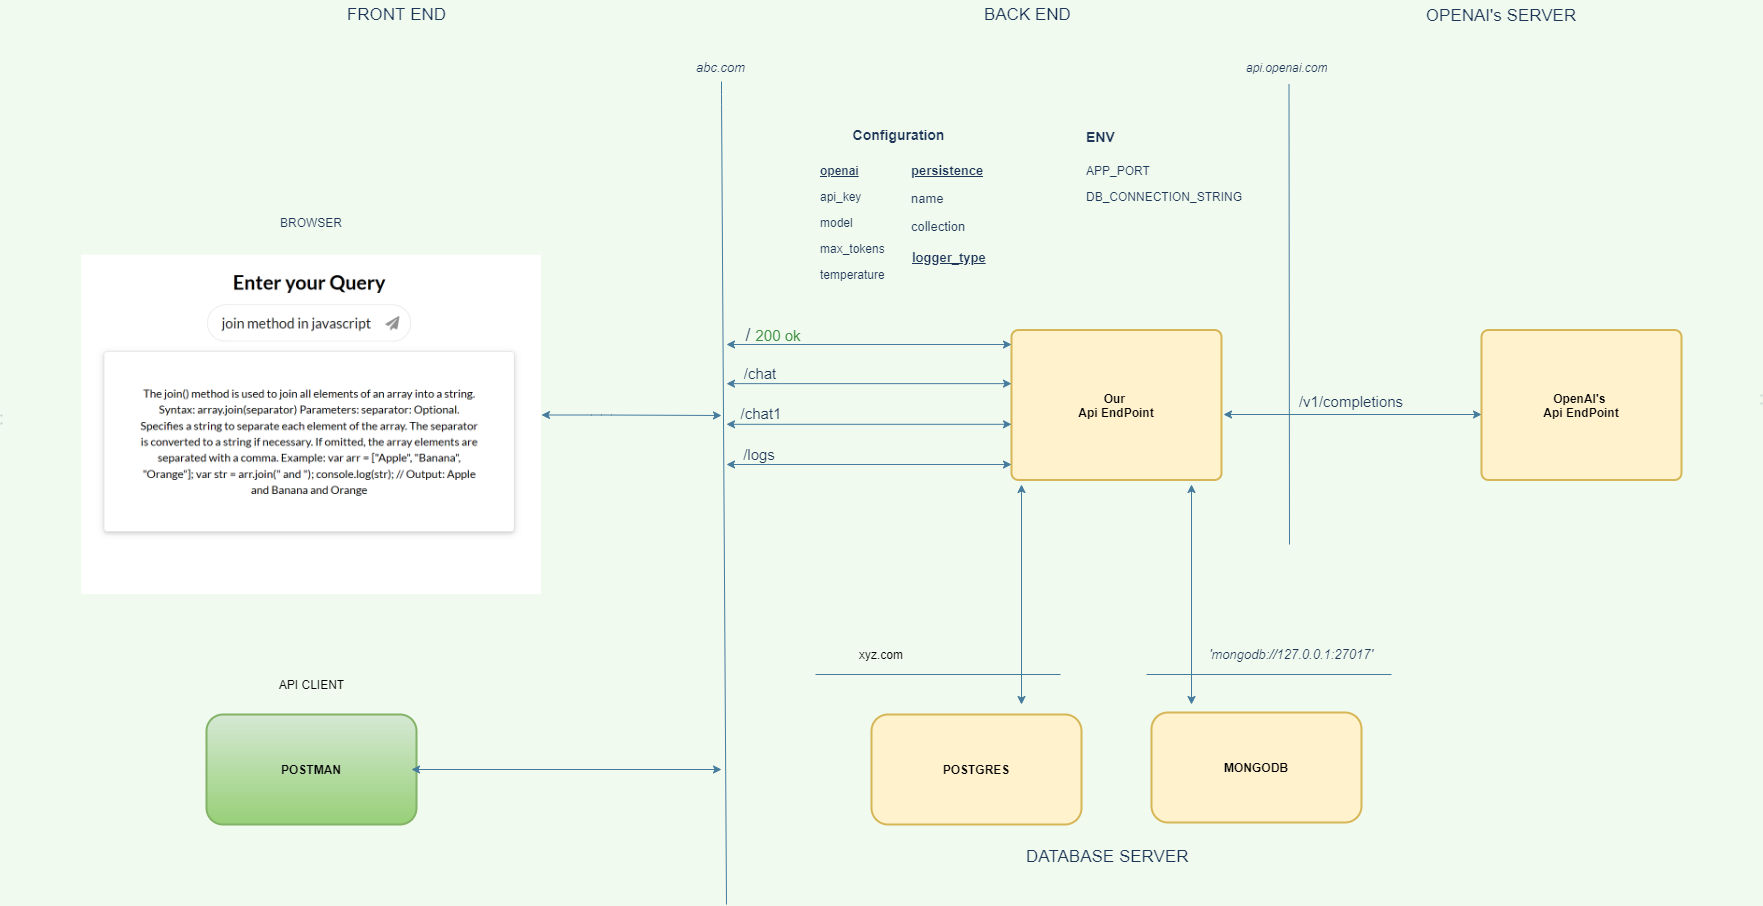 FRONT END
BACK END
OPENAI's SERVER
abc.com
api.openai.com
Configuration
ENV
openai
persistence
APP_PORT
api_key
name
DB_CONNECTION_STRING
model
collection
max_tokens
logger_type
temperature
BROWSER
Enter your Query
join method in javascript
The join() method is used to join all elements of an array into a string.
Syntax: array.join(separator) Parameters: separator: Optional.
Specifies a string to separate each element of the array. The separator
is converted to a string if necessary. If omitted, the array elements are
separated with a comma. Example: var arr = ["Apple", "Banana",
"Orange"]; var str = arr.join(" and "); console.log(str); // Output: Apple
and Banana and Orange
/ 200 ok
/chat
/chat1
/logs
Our
Api EndPoint
/v1/completions
OpenAI's
Api EndPoint
xyz.com
'mongodb://127.0.0.1:27017'
API CLIENT
POSTMAN
POSTGRES
MONGODB
DATABASE SERVER